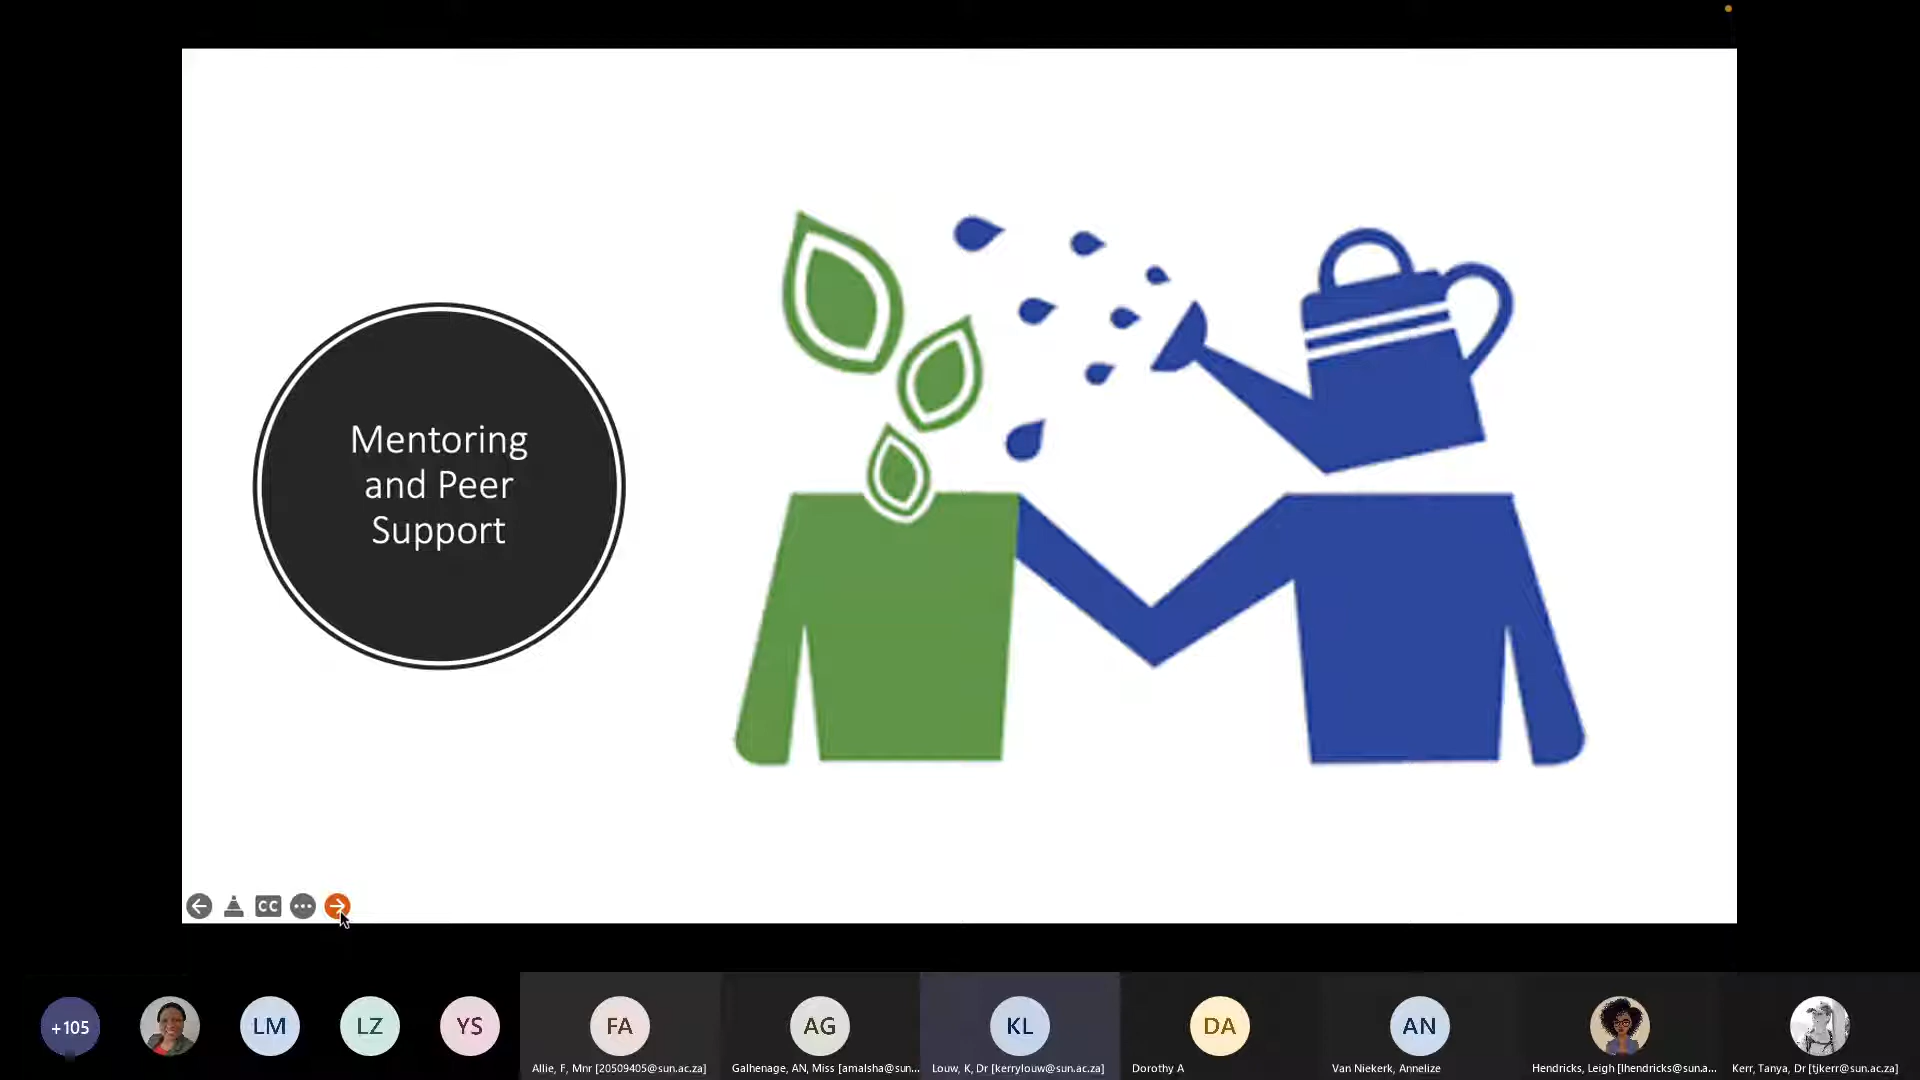 Mentoring
and Peer
Support
CC
+105
LM
LZ
YS
FA
AG
KL
DA
AN
Allie, F, Mnr [20509405@sun.ac.za]
Galhenage, AN, Miss [amalsha@sun...
Louw, K, Dr [kerrylouw@sun.ac.za]
Dorothy A
Van Niekerk, Annelize
Hendricks, Leigh [lhendricks@sun.a...
Kerr, Tanya, Dr [tjkerr@sun.ac.za]